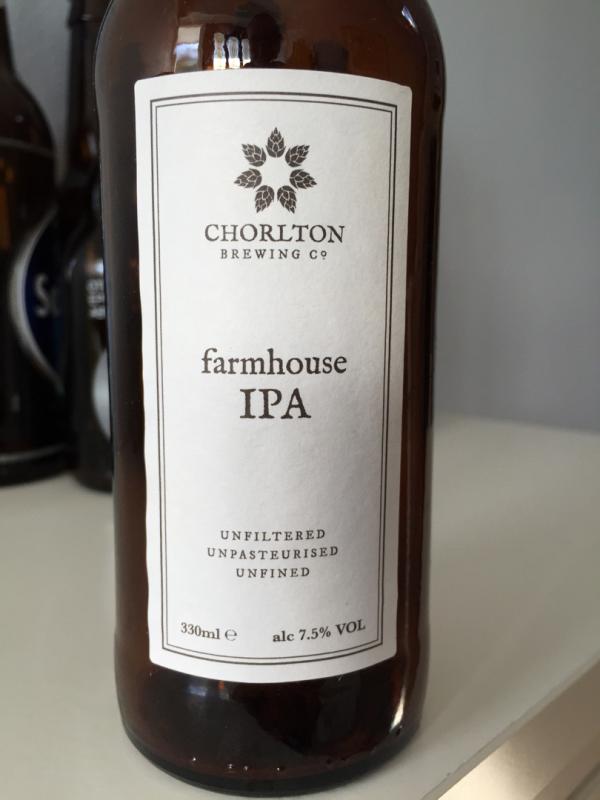 CHORLTON
BREWING Cº
farmhouse
IPA
UNFILTERED
UNPASTEURISED
UNFINED
330ml ℮ alc 7.5% VOL